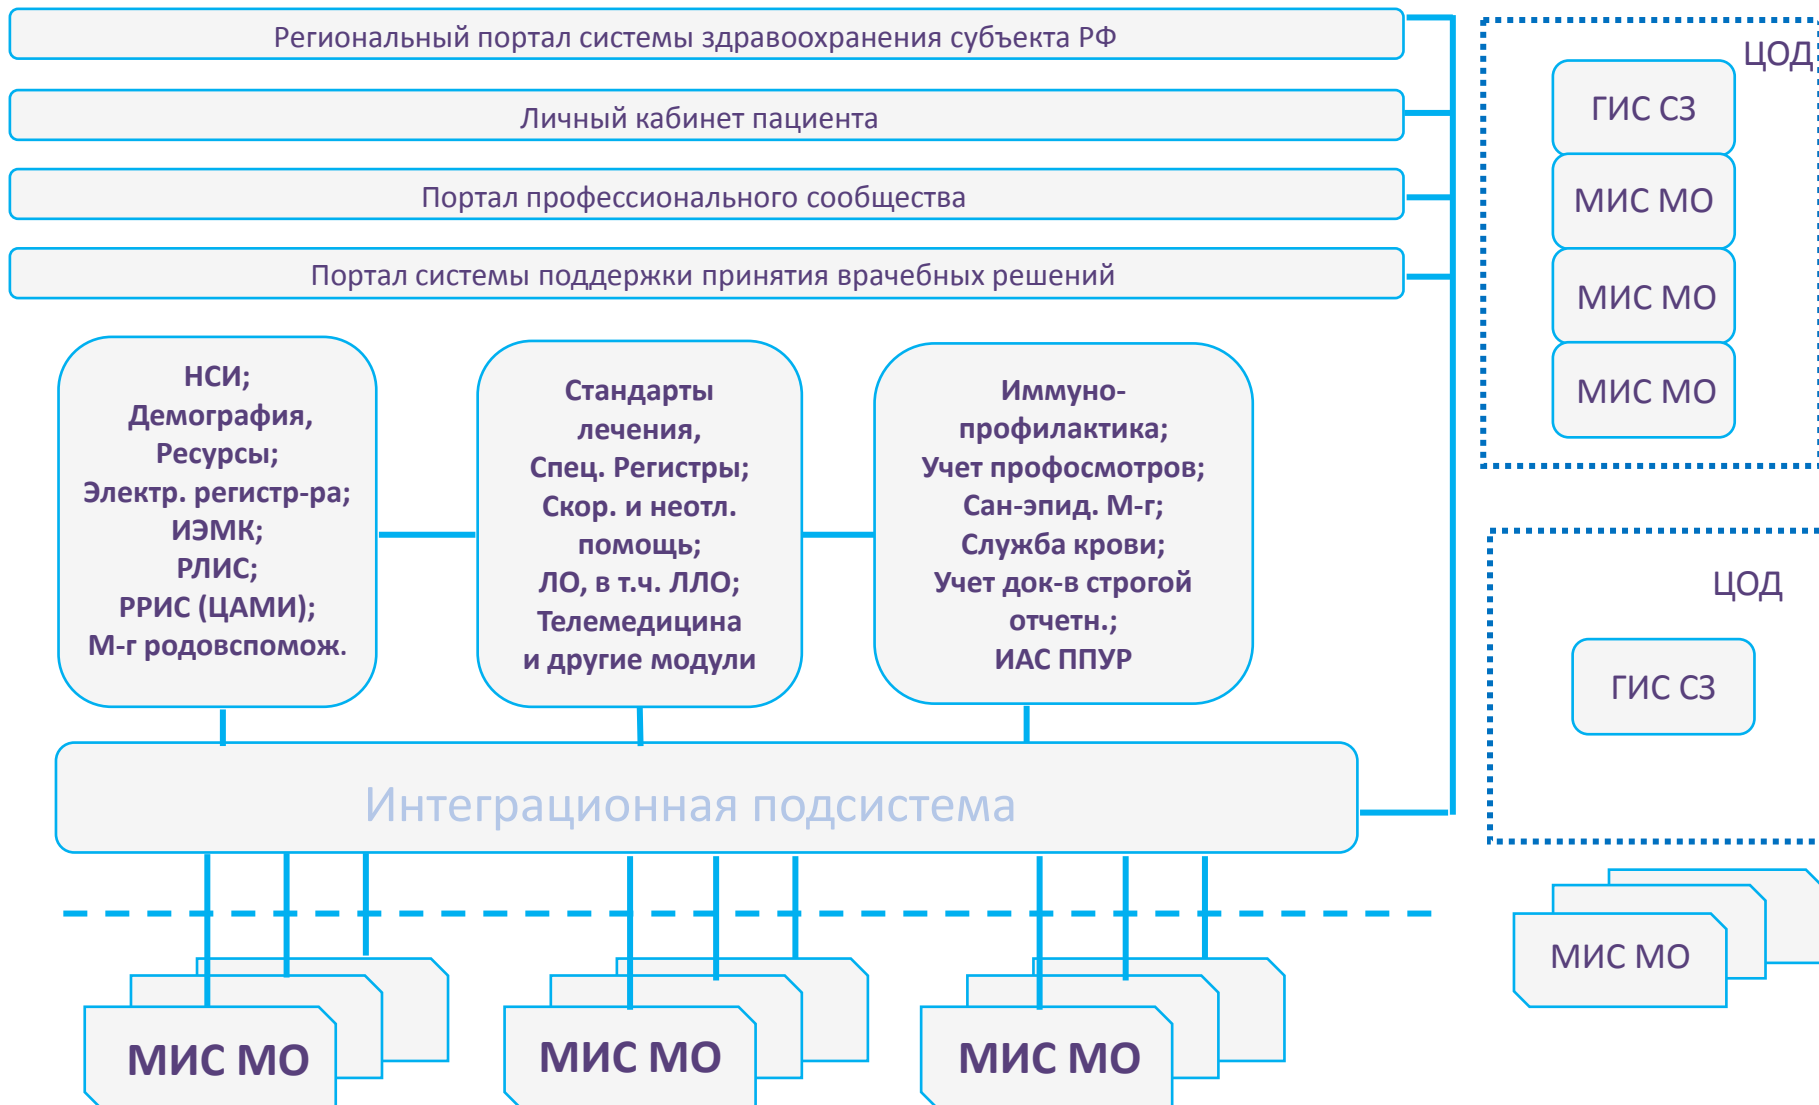 Региональный портал системы здравоохранения субъекта РФ
Личный кабинет пациента
Портал профессионального сообщества
Портал системы поддержки принятия врачебных решений
НСИ;
Демография,
Ресурсы;
Электр. регистр-ра;
ИЭМК;
РЛИС;
РРИС (ЦАМИ);
М-г родовспомож.
Стандарты
лечения,
Спец. Регистры;
Скор. и неотл.
помощь;
ЛО, в т.ч. ЛЛО;
Телемедицина
и другие модули
Иммуно-
профилактика;
Учет профосмотров;
Сан-эпид. М-г;
Служба крови;
Учет док-в строгой
отчетн.;
ИАС ППУР
Интеграционная подсистема
МИС МО
МИС МО
МИС МО
ЦОД
ГИС СЗ
МИС МО
МИС МО
МИС МО
ЦОД
ГИС СЗ
МИС МО